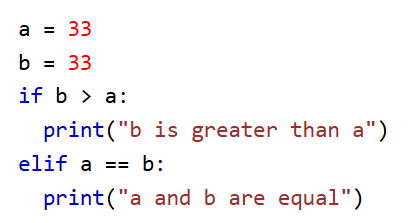 a = 33
b = 33
if b > a:
  print("b is greater than a")
elif a == b:
  print("a and b are equal")